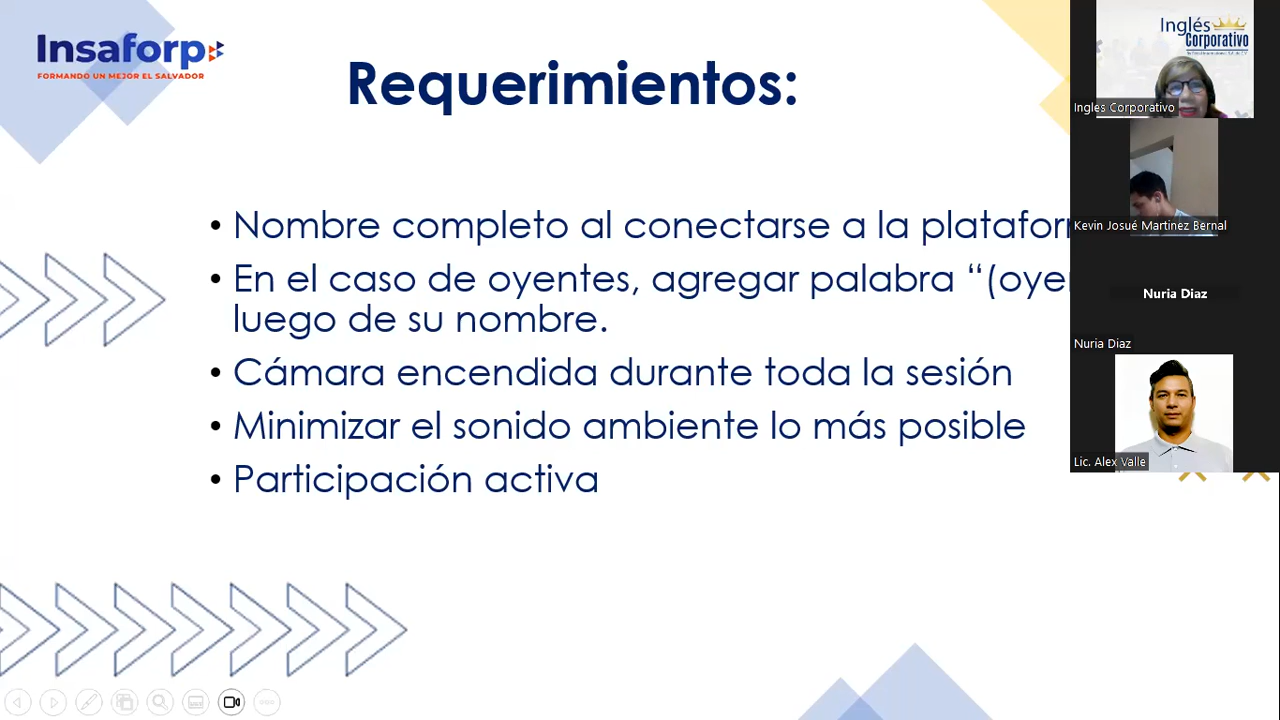 Insaforp
FORMANDO UN MEJOR EL SALVADOR
Requerimientos:
• Nombre completo al conectarse a la platafor
• En el caso de oyentes, agregar palabra “(oye
luego de su nombre.
• Cámara encendida durante toda la sesión
• Minimizar el sonido ambiente lo más posible
• Participación activa
Inglés
Corporativo
Ingles Corporativo
Kevin Josué Martinez Bernal
Nuria Diaz
Nuria Diaz
Lic. Alex Valle